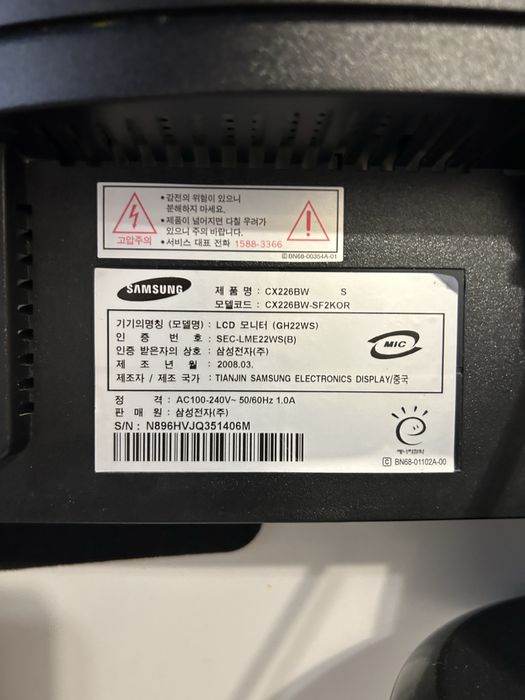 •감전의 위험이 있으니
분해하지 마세요.
•제품이 넘어지면 다칠 우려가
있으니 주의 바랍니다.
고압주의 •서비스 대표 전화 1588-3366
BN68-00354A-01
SAMSUNG
제 품 명 : CX226BW S
모델코드 : CX226BW-SF2KOR
기기의명칭 (모델명) : LCD 모니터 (GH22WS)
인 증 번 호 : SEC-LME22WS(B)
인증 받은자의 상호 : 삼성전자(주)
제 조 년 월 : 2008.03.
제조자 / 제조 국가 : TIANJIN SAMSUNG ELECTRONICS DISPLAY/중국
MIC
정 격 : AC100-240V~ 50/60Hz 1.0A
판 매 원 : 삼성전자(주)
S/N : N896HVJQ351406M
에너지절약
C BN68-01102A-00